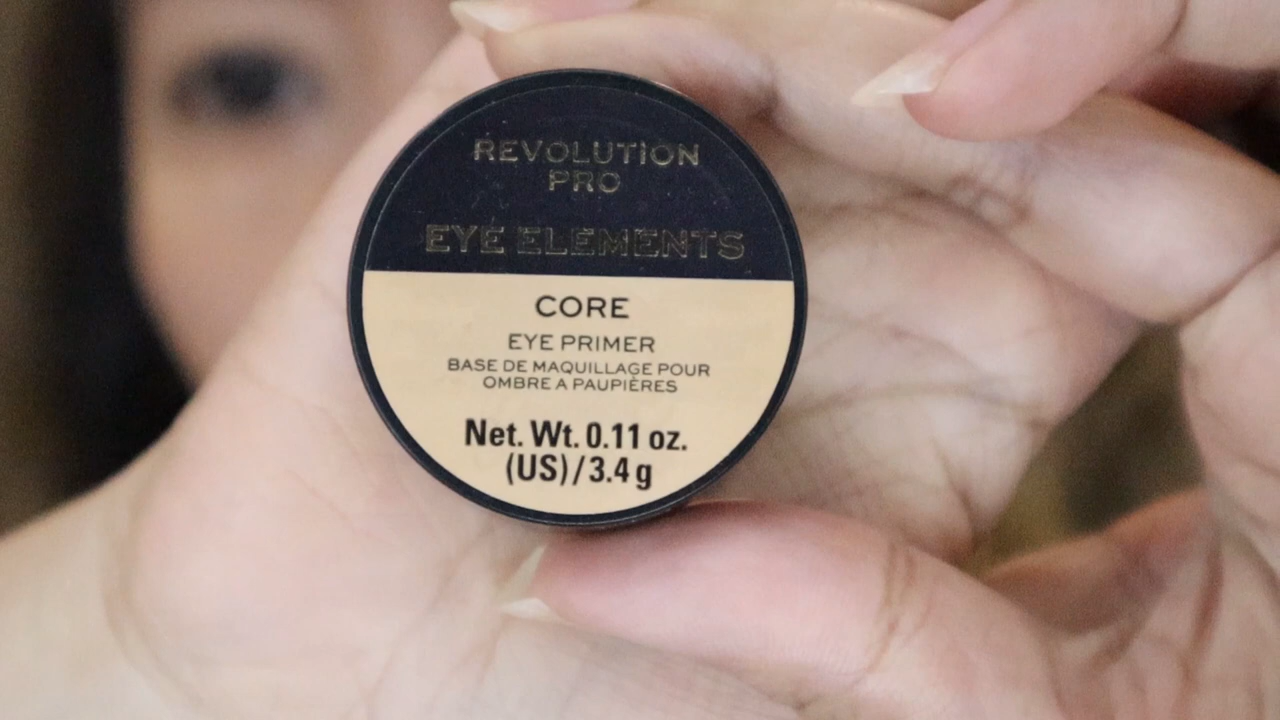 REVOLUTION
PRO
EYE ELEMENTS
CORE
EYE PRIMER
BASE DE MAQUILLAGE POUR
OMBRE A PAUPIÈRES
Net. Wt. 0.11 oz.
(US)/3.4 g